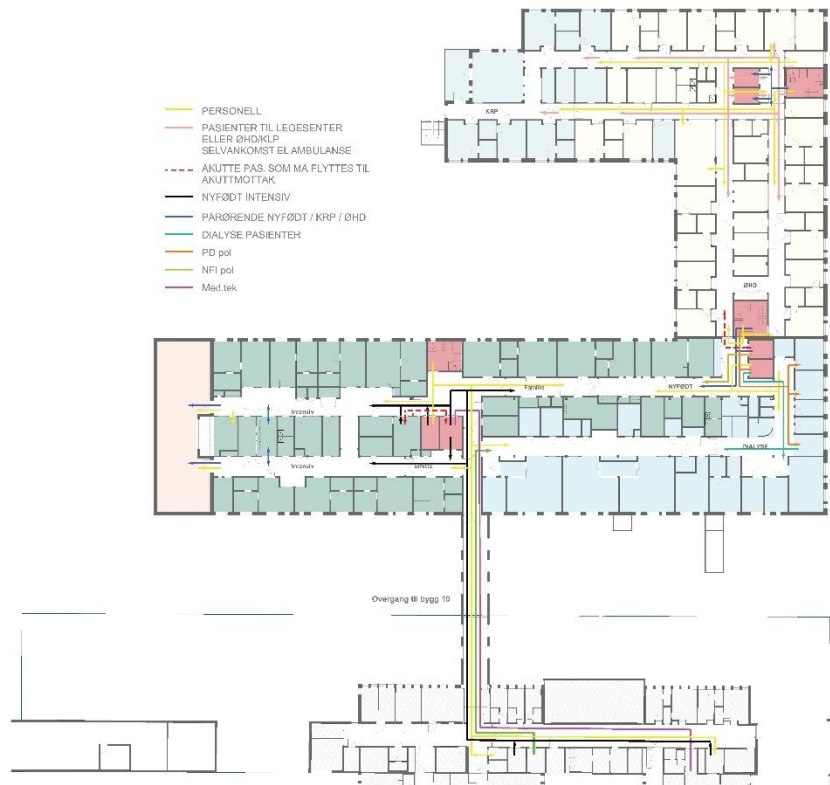 PERSONELL
PASIENTER TIL LEGESENTER
ELLER ØHD/KLP
SELVANKOMST EL AMBULANSE
AKUTTE PAS. SOM MÅ FLYTTES TIL
AKUTTMOTTAK
NYFØDT INTENSIV
PÅRØRENDE NYFØDT / KRP / ØHD
DIALYSE PASIENTER
PD pol
NFI pol
Med.tek
KRP
ØHD
Familie
NYFØDT
Intensiv
DIALYSE
Intensiv
Overgang til bygg 10